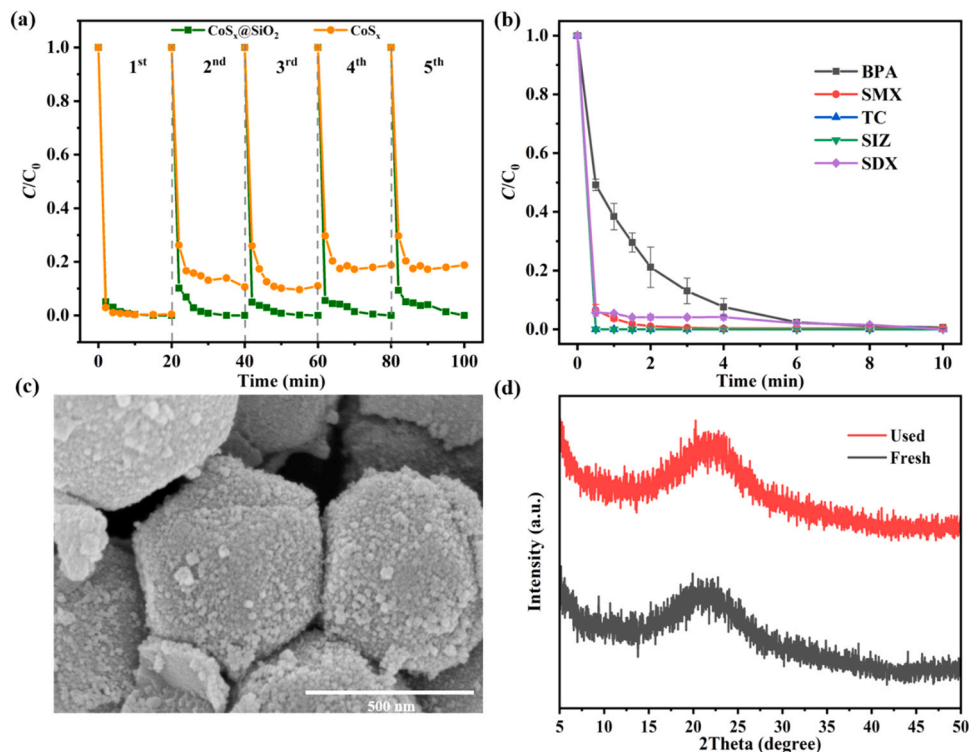 (a)
CoSₓ@SiO₂ CoSₓ
1ˢᵗ 2ⁿᵈ 3ʳᵈ 4ᵗʰ 5ᵗʰ
C/C₀
1.0
0.8
0.6
0.4
0.2
0.0
0 20 40 60 80 100
Time (min)
(b)
BPA
SMX
TC
SIZ
SDX
C/C₀
1.0
0.8
0.6
0.4
0.2
0.0
0 2 4 6 8 10
Time (min)
(c)
500 nm
(d)
Used
Fresh
Intensity (a.u.)
5 10 15 20 25 30 35 40 45 50
2Theta (degree)